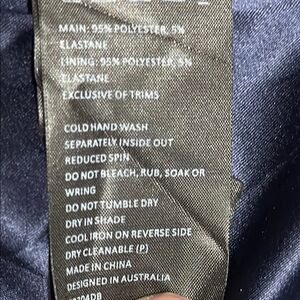 MAIN: 95% POLYESTER, 5%
ELASTANE
LINING: 95% POLYESTER, 5%
ELASTANE
EXCLUSIVE OF TRIMS
COLD HAND WASH
SEPARATELY INSIDE OUT
REDUCED SPIN
DO NOT BLEACH, RUB, SOAK OR
WRING
DO NOT TUMBLE DRY
DRY IN SHADE
COOL IRON ON REVERSE SIDE
DRY CLEANABLE (P)
MADE IN CHINA
DESIGNED IN AUSTRALIA